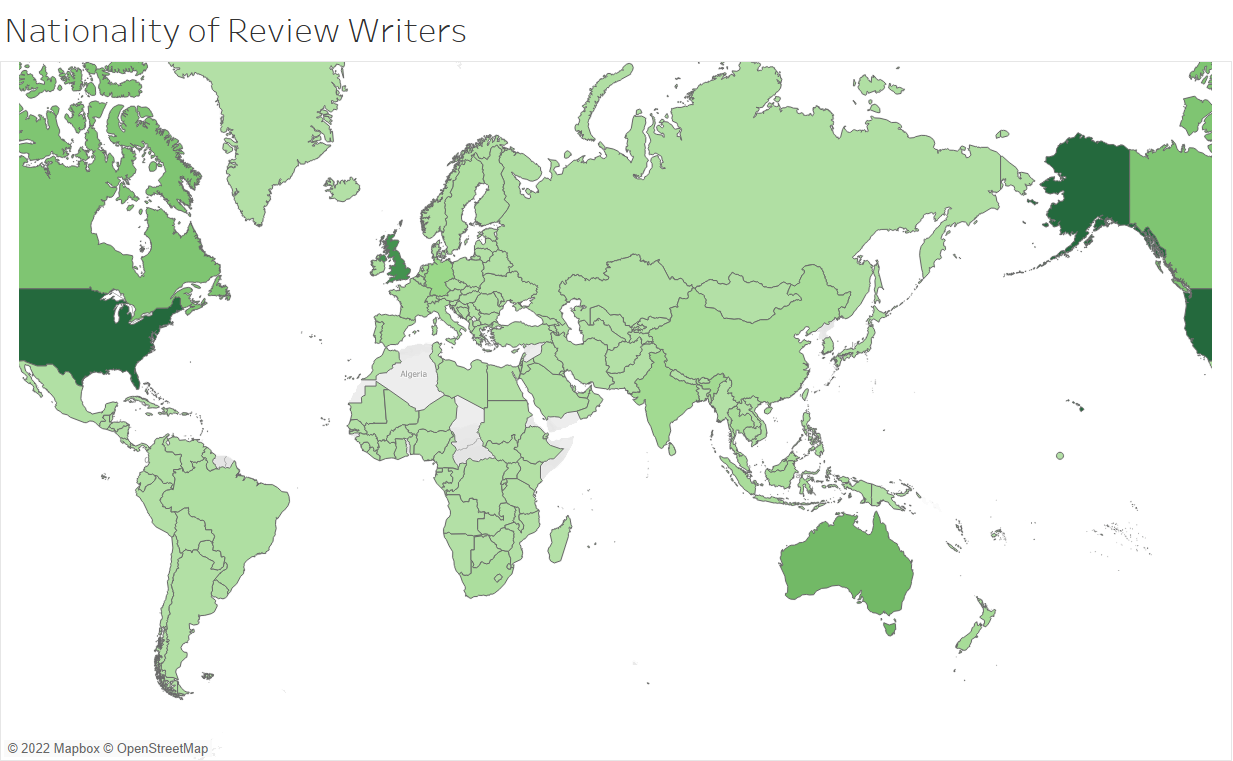 Nationality of Review Writers
Algeria
© 2022 Mapbox © OpenStreetMap